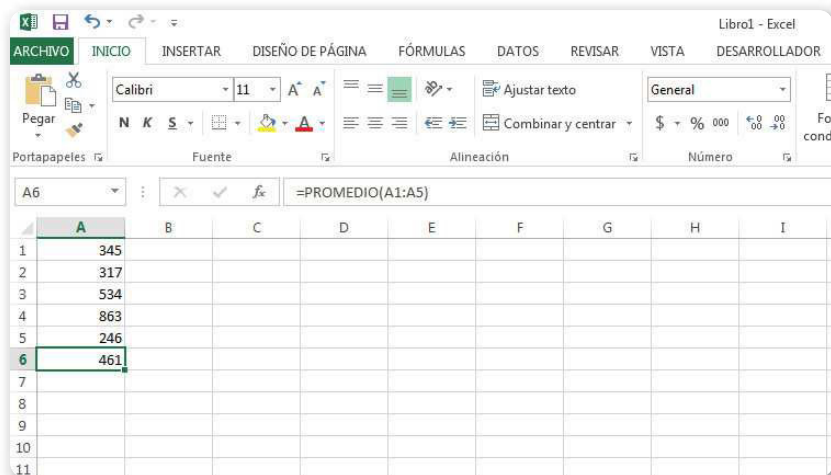 Libro1 - Excel
ARCHIVO INICIO INSERTAR DISEÑO DE PÁGINA FÓRMULAS DATOS REVISAR VISTA DESARROLLADOR
Pegar
Calibri 11 A A Ajustar texto General
N K S A Combinar y centrar $ % 000
Portapapeles Fuente Alineación Número
A6 fx =PROMEDIO(A1:A5)
A B C D E F G H I
1 345
2 317
3 534
4 863
5 246
6 461
7
8
9
10
11